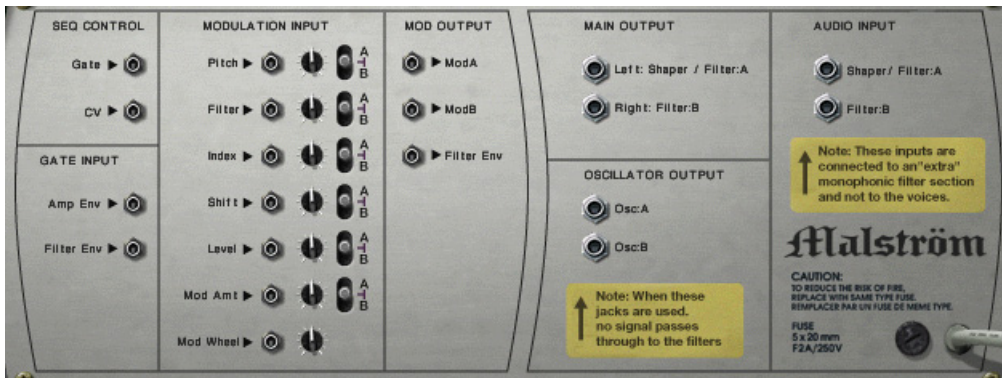 SEQ CONTROL
Gate
CV
GATE INPUT
Amp Env
Filter Env
MODULATION INPUT
Pitch
A
B
Filter
A
B
Index
A
B
Shift
A
B
Level
A
B
Mod Amt
A
B
Mod Wheel
MOD OUTPUT
ModA
ModB
Filter Env
MAIN OUTPUT
Left: Shaper / Filter:A
Right: Filter:B
OSCILLATOR OUTPUT
Osc:A
Osc:B
Note: When these
jacks are used.
no signal passes
through to the filters
AUDIO INPUT
Shaper/ Filter:A
Filter:B
Note: These inputs are
connected to an"extra"
monophonic filter section
and not to the voices.
Malström
CAUTION:
TO REDUCE THE RISK OF FIRE,
REPLACE WITH SAME TYPE FUSE.
REMPLACER PAR UN FUSE DE MEME TYPE.
FUSE
5 x 20 mm
F2A/250V